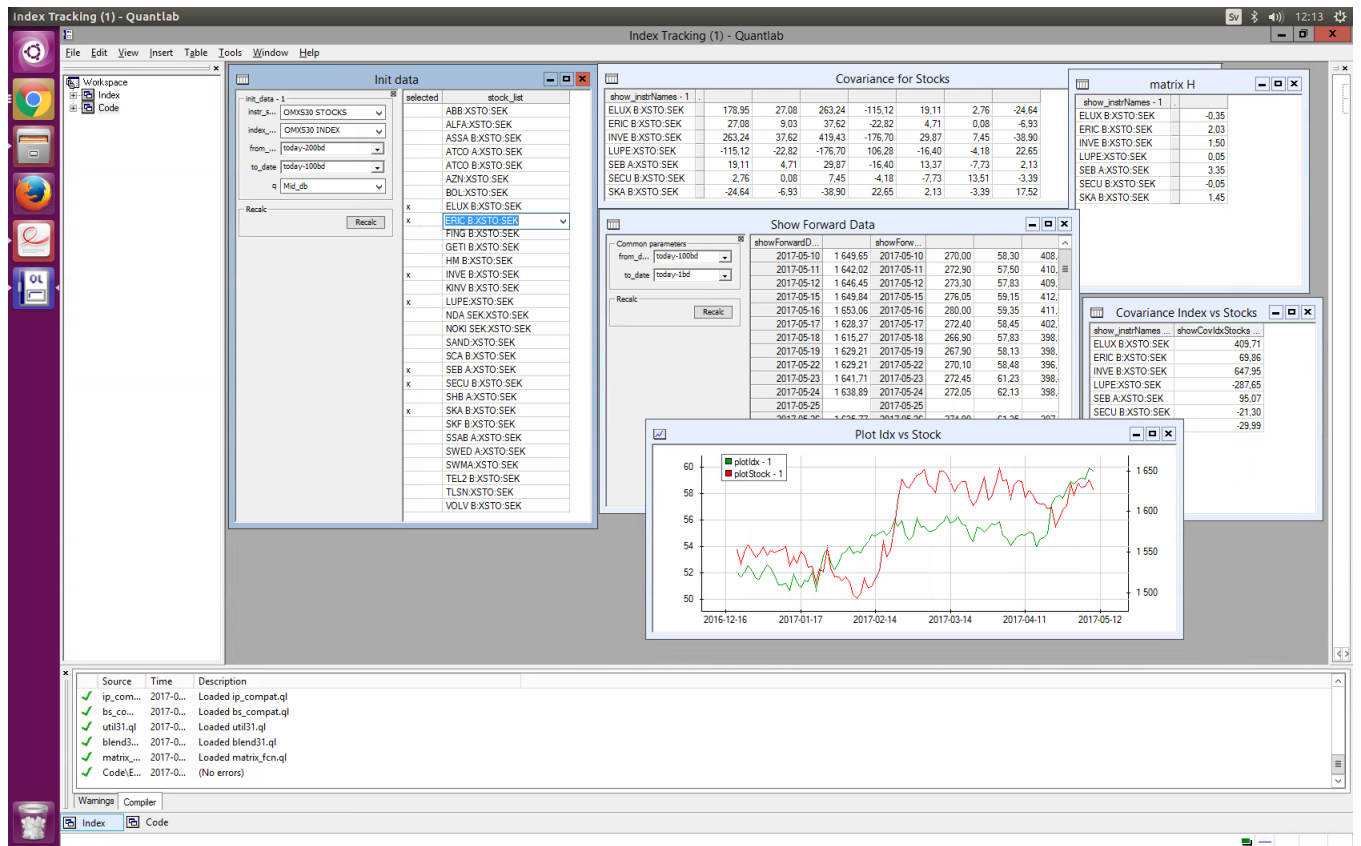 Index Tracking (1) - Quantlab
Sv 12:13
Index Tracking (1) - Quantlab
File Edit View Insert Table Tools Window Help
Workspace
Index
Code
QL
Init data
init_data - 1
instr_s... OMXS30 STOCKS
index_... OMXS30 INDEX
from_... today-200bd
to_date today-100bd
q Mid_db
Recalc
Recalc
selected stock_list
ABB:XSTO:SEK
ALFA:XSTO:SEK
ASSA B:XSTO:SEK
ATCO A:XSTO:SEK
ATCO B:XSTO:SEK
AZN:XSTO:SEK
BOL:XSTO:SEK
x ELUX B:XSTO:SEK
x ERIC B:XSTO:SEK
FING B:XSTO:SEK
GETI B:XSTO:SEK
HM B:XSTO:SEK
x INVE B:XSTO:SEK
KINV B:XSTO:SEK
x LUPE:XSTO:SEK
NDA SEK:XSTO:SEK
NOKI SEK:XSTO:SEK
SAND:XSTO:SEK
SCA B:XSTO:SEK
x SEB A:XSTO:SEK
x SECU B:XSTO:SEK
SHB A:XSTO:SEK
x SKA B:XSTO:SEK
SKF B:XSTO:SEK
SSAB A:XSTO:SEK
SWED A:XSTO:SEK
SWMA:XSTO:SEK
TEL2 B:XSTO:SEK
TLSN:XSTO:SEK
VOLV B:XSTO:SEK
Covariance for Stocks
show_instrNames - 1 .
ELUX B:XSTO:SEK 178,95 27,08 263,24 -115,12 19,11 2,76 -24,64
ERIC B:XSTO:SEK 27,08 9,03 37,62 -22,82 4,71 0,08 -6,93
INVE B:XSTO:SEK 263,24 37,62 419,43 -176,70 29,87 7,45 -38,90
LUPE:XSTO:SEK -115,12 -22,82 -176,70 106,28 -16,40 -4,18 22,65
SEB A:XSTO:SEK 19,11 4,71 29,87 -16,40 13,37 -7,73 2,13
SECU B:XSTO:SEK 2,76 0,08 7,45 -4,18 -7,73 13,51 -3,39
SKA B:XSTO:SEK -24,64 -6,93 -38,90 22,65 2,13 -3,39 17,52
matrix H
show_instrNames - 1 .
ELUX B:XSTO:SEK -0,35
ERIC B:XSTO:SEK 2,03
INVE B:XSTO:SEK 1,50
LUPE:XSTO:SEK 0,05
SEB A:XSTO:SEK 3,35
SECU B:XSTO:SEK -0,05
SKA B:XSTO:SEK 1,45
Show Forward Data
Common parameters
from_d... today-100bd
to_date today-1bd
Recalc
Recalc
showForwardD... showForw...
2017-05-10 1 649,65 2017-05-10 270,00 58,30 408,
2017-05-11 1 642,02 2017-05-11 272,90 57,50 410,
2017-05-12 1 646,45 2017-05-12 273,30 57,83 409,
2017-05-15 1 649,84 2017-05-15 276,05 59,15 412,
2017-05-16 1 653,06 2017-05-16 280,00 59,35 411,
2017-05-17 1 628,37 2017-05-17 272,40 58,45 402,
2017-05-18 1 615,27 2017-05-18 266,90 57,83 398,
2017-05-19 1 629,21 2017-05-19 267,90 58,13 398,
2017-05-22 1 629,21 2017-05-22 270,10 58,48 396,
2017-05-23 1 641,71 2017-05-23 272,45 61,23 398,
2017-05-24 1 638,89 2017-05-24 272,05 62,13 398,
2017-05-25 2017-05-25
Covariance Index vs Stocks
show_instrNames ... showCovIdxStocks ...
ELUX B:XSTO:SEK 409,71
ERIC B:XSTO:SEK 69,86
INVE B:XSTO:SEK 647,95
LUPE:XSTO:SEK -287,65
SEB A:XSTO:SEK 95,07
SECU B:XSTO:SEK -21,30
-29,99
Plot Idx vs Stock
plotIdx - 1
plotStock - 1
60 1 650
58
56 1 600
54 1 550
52
50 1 500
2016-12-16 2017-01-17 2017-02-14 2017-03-14 2017-04-11 2017-05-12
Source Time Description
ip_com... 2017-0... Loaded ip_compat.ql
bs_co... 2017-0... Loaded bs_compat.ql
util31.ql 2017-0... Loaded util31.ql
blend3... 2017-0... Loaded blend31.ql
matrix_... 2017-0... Loaded matrix_fcn.ql
Code\E... 2017-0... (No errors)
Warnings Compiler
Index Code